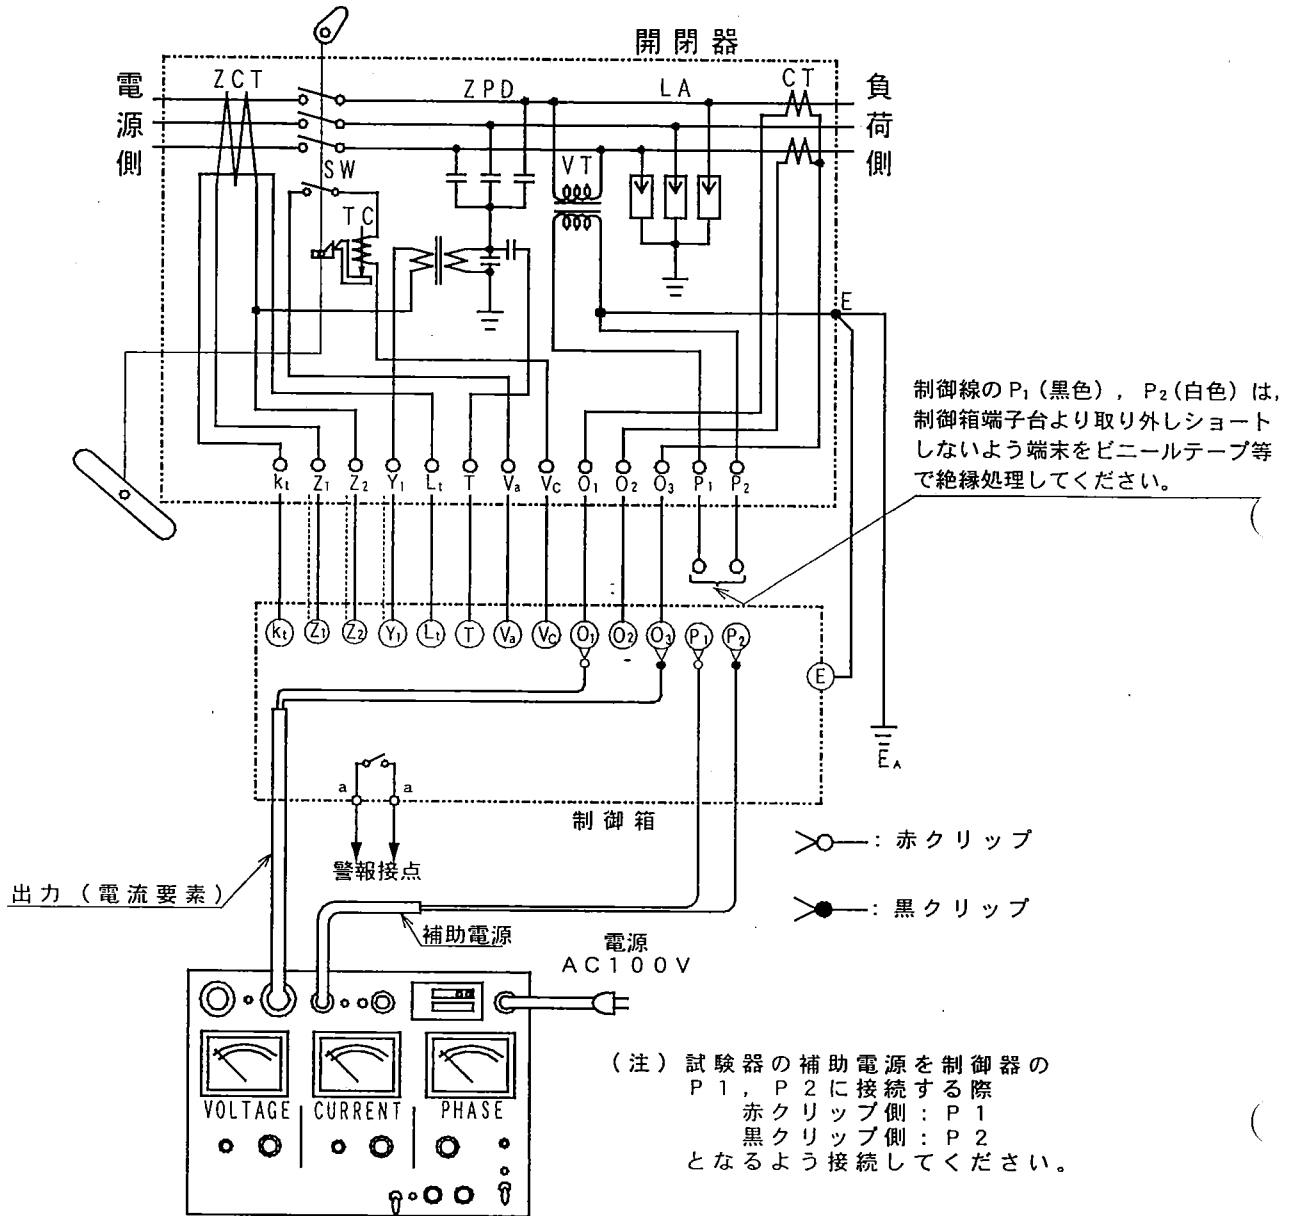 開閉器
電源側
ZCT
ZPD
LA
CT
負荷側
SW
VT
TC
E
制御線のP₁(黒色), P₂(白色)は,
制御箱端子台より取り外しショート
しないよう端末をビニールテープ等
で絶縁処理してください。
kt Z₁ Z₂ Y₁ Lt T Va Vc O₁ O₂ O₃ P₁ P₂
kt Z₁ Z₂ Y₁ Lt T Va Vc O₁ O₂ O₃ P₁ P₂
E
EA
a a
制御箱
警報接点
:赤クリップ
:黒クリップ
出力(電流要素)
補助電源
電源
AC100V
VOLTAGE CURRENT PHASE
(注)試験器の補助電源を制御器の
P1, P2に接続する際
赤クリップ側:P1
黒クリップ側:P2
となるよう接続してください。